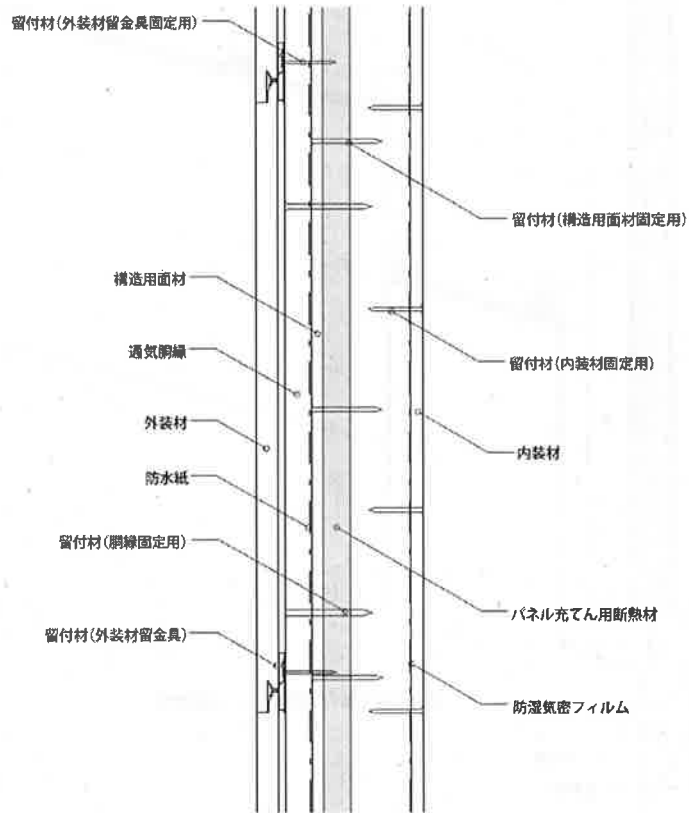 留付材(外装材留金具固定用)
留付材(構造用面材固定用)
構造用面材
通気胴縁
留付材(内装材固定用)
外装材
内装材
防水紙
留付材(胴縁固定用)
パネル充てん用断熱材
留付材(外装材留金具)
防湿気密フィルム